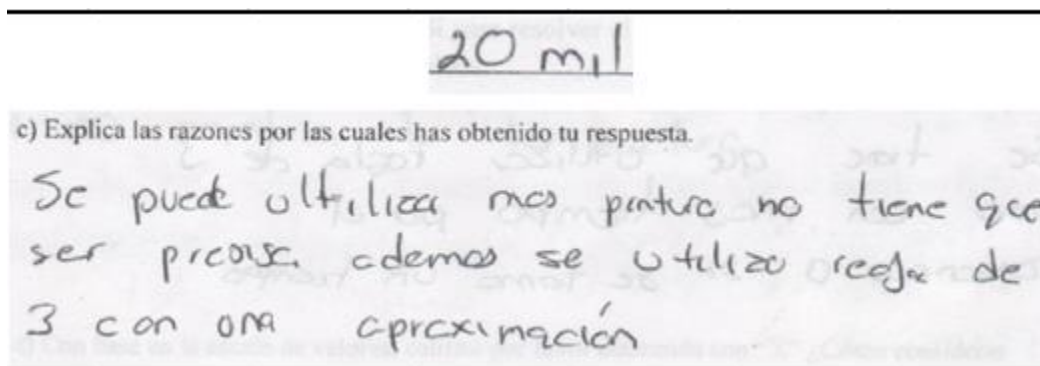 20 mil
c) Explica las razones por las cuales has obtenido tu respuesta.
Se puede ultilizar mas pintura no tiene que
ser precisa. ademas se utilizo regla de
3 con una aproximación